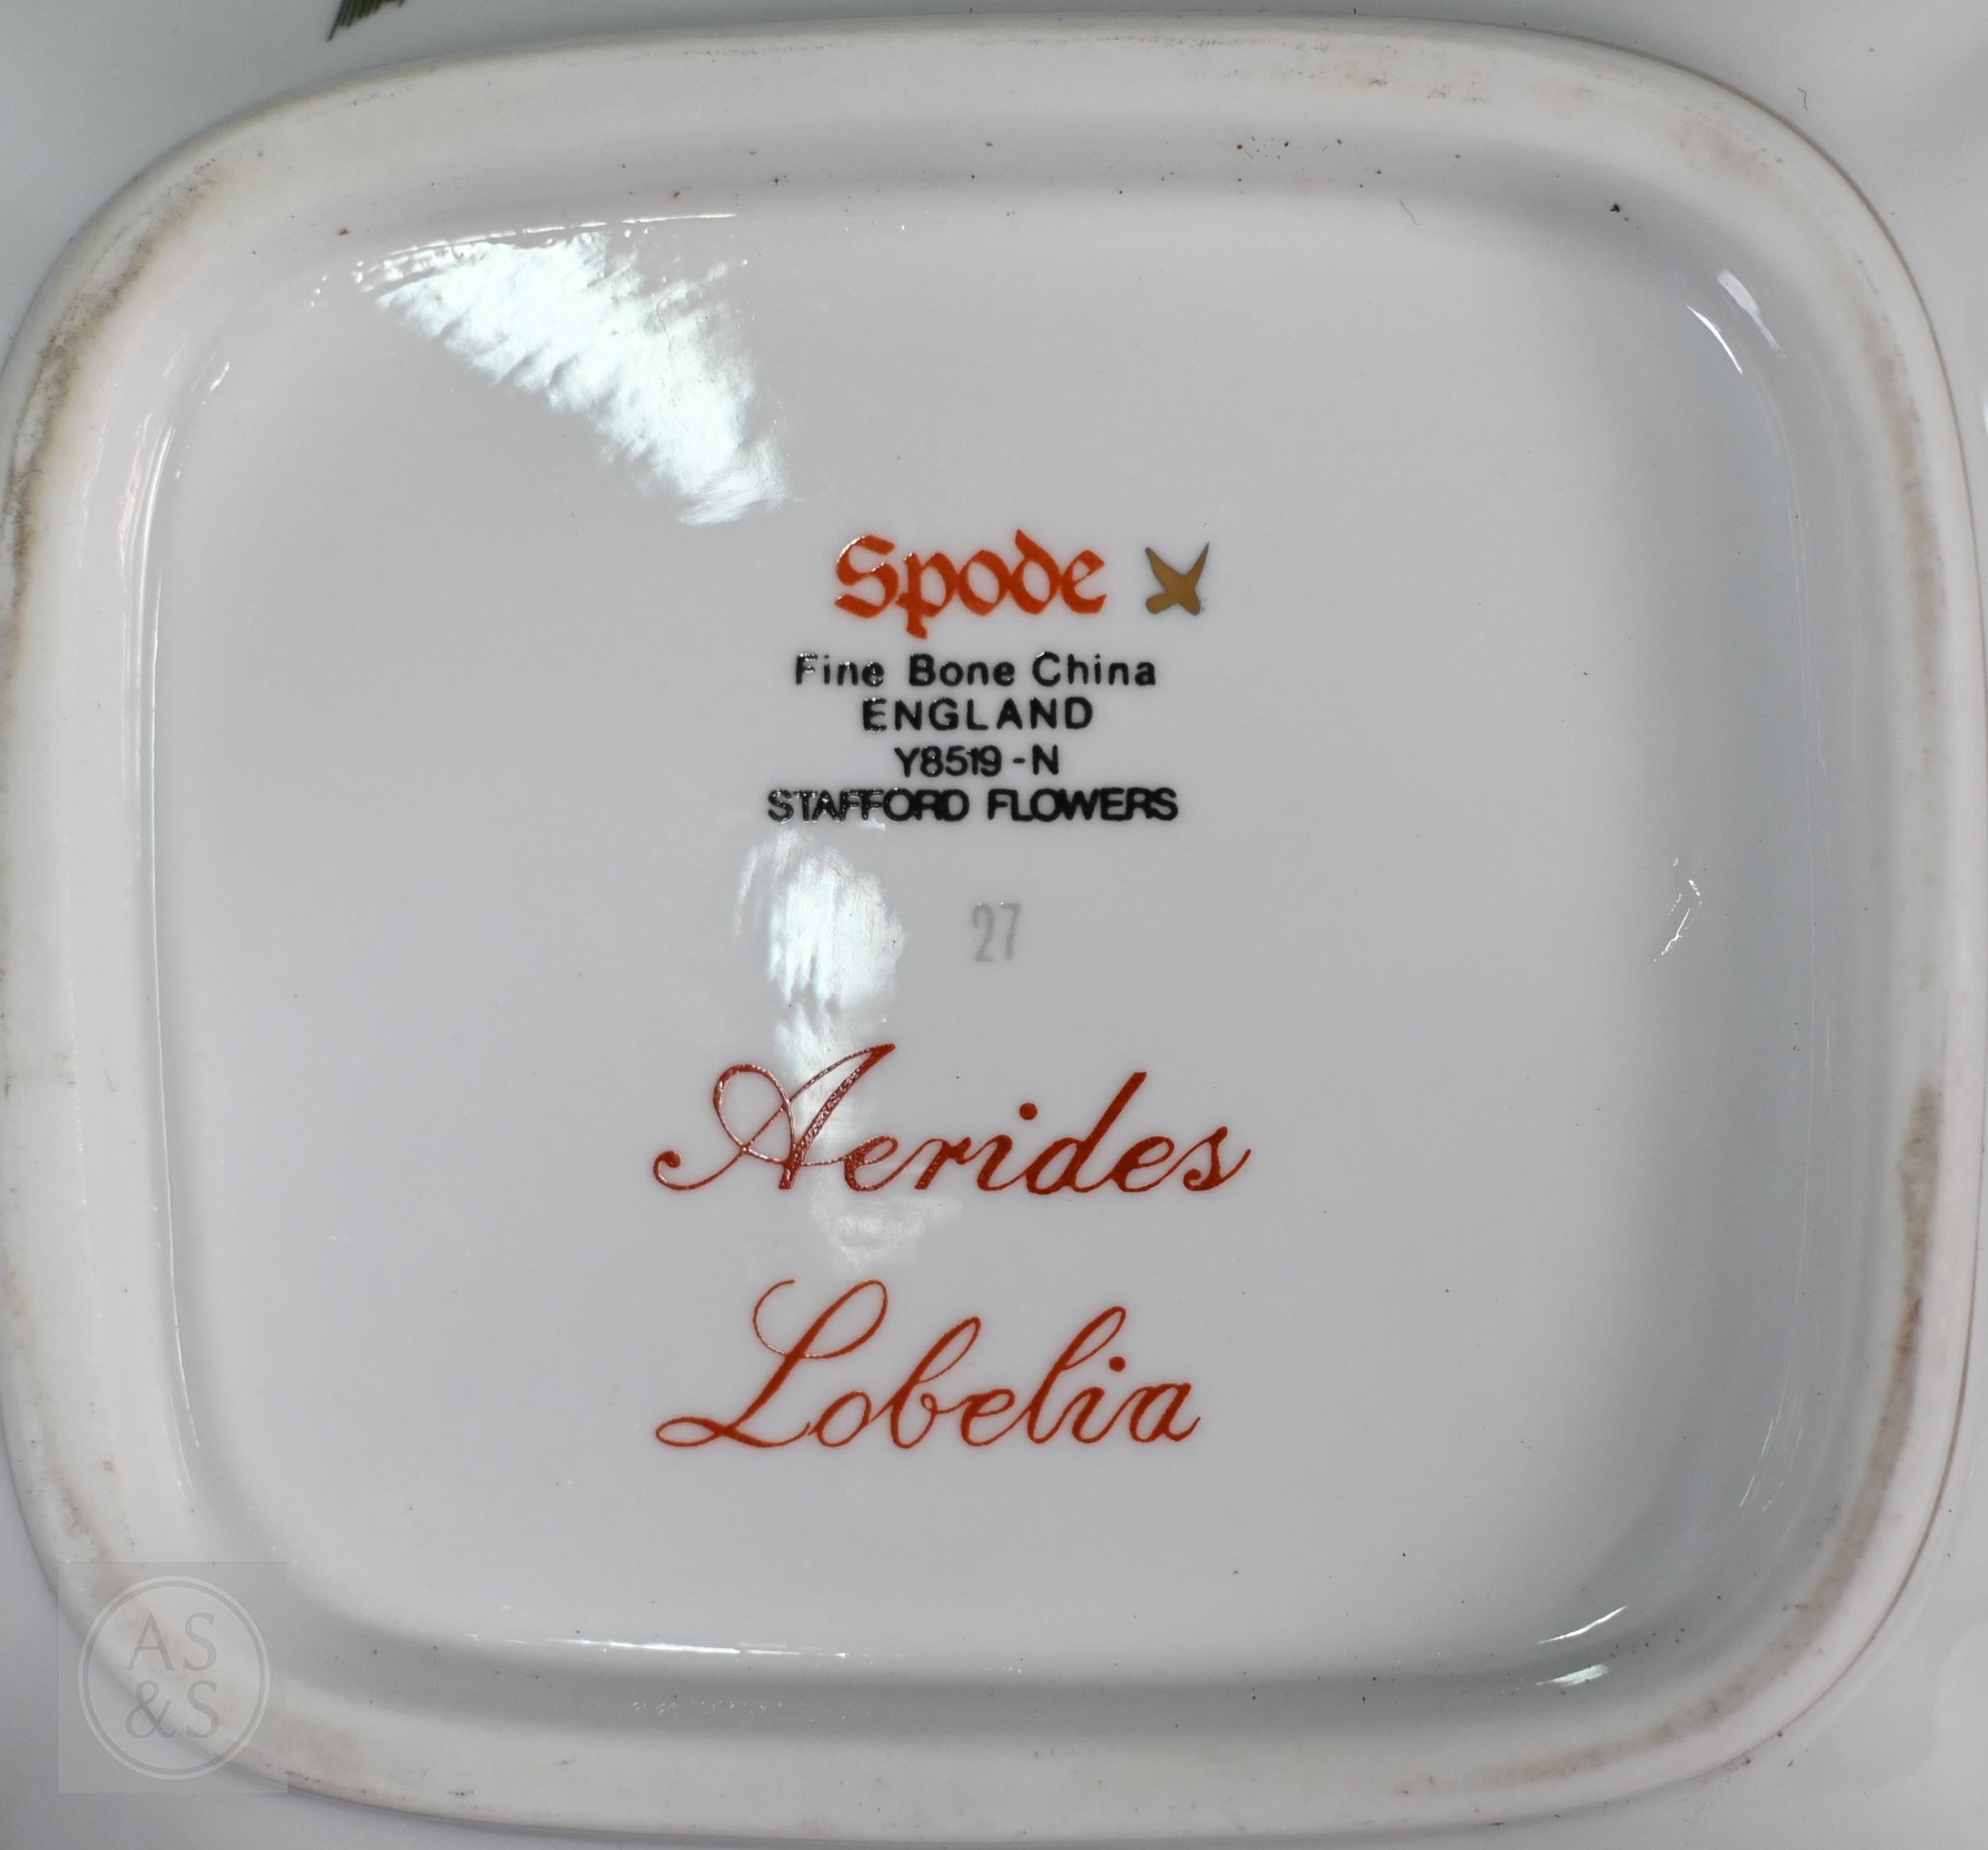 Spode
Fine Bone China
ENGLAND
Y8519-N
STAFFORD FLOWERS
27
Aerides
Lobelia
AS
&S